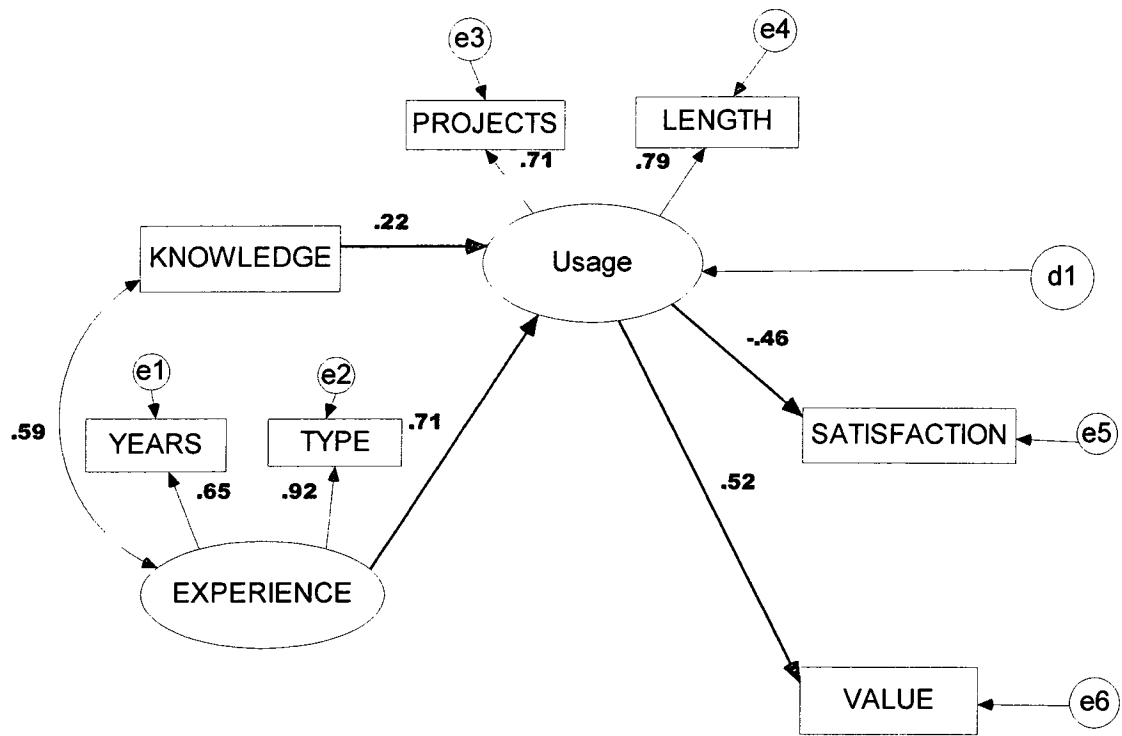 e3
e4
PROJECTS
LENGTH
.71
.79
.22
KNOWLEDGE
Usage
d1
e1
e2
-.46
.59
YEARS
TYPE
.71
SATISFACTION
e5
.65
.92
.52
EXPERIENCE
VALUE
e6